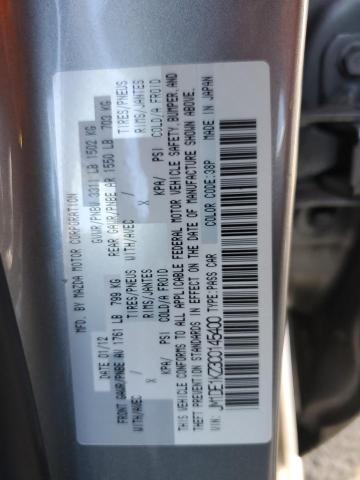 MFD. BY MAZDA MOTOR CORPORATION
DATE 01/12 GVWR/PNBV 3311 LB 1502 KG
FRONT GAWR/PNBE AV 1761 LB 799 KG REAR GAWR/PNBE AR 1550 LB 703 KG
WITH/AVEC / TIRES/PNEUS WITH/AVEC / TIRES/PNEUS
X RIMS/JANTES X RIMS/JANTES
KPA/ PSI COLD/A FROID KPA/ PSI COLD/A FROID
THIS VEHICLE CONFORMS TO ALL APPLICABLE FEDERAL MOTOR VEHICLE SAFETY, BUMPER, AND
THEFT PREVENTION STANDARDS IN EFFECT ON THE DATE OF MANUFACTURE SHOWN ABOVE.
JM1DE1KZ3C0145400
VIN: TYPE:PASS CAR COLOR CODE:38P MADE IN JAPAN